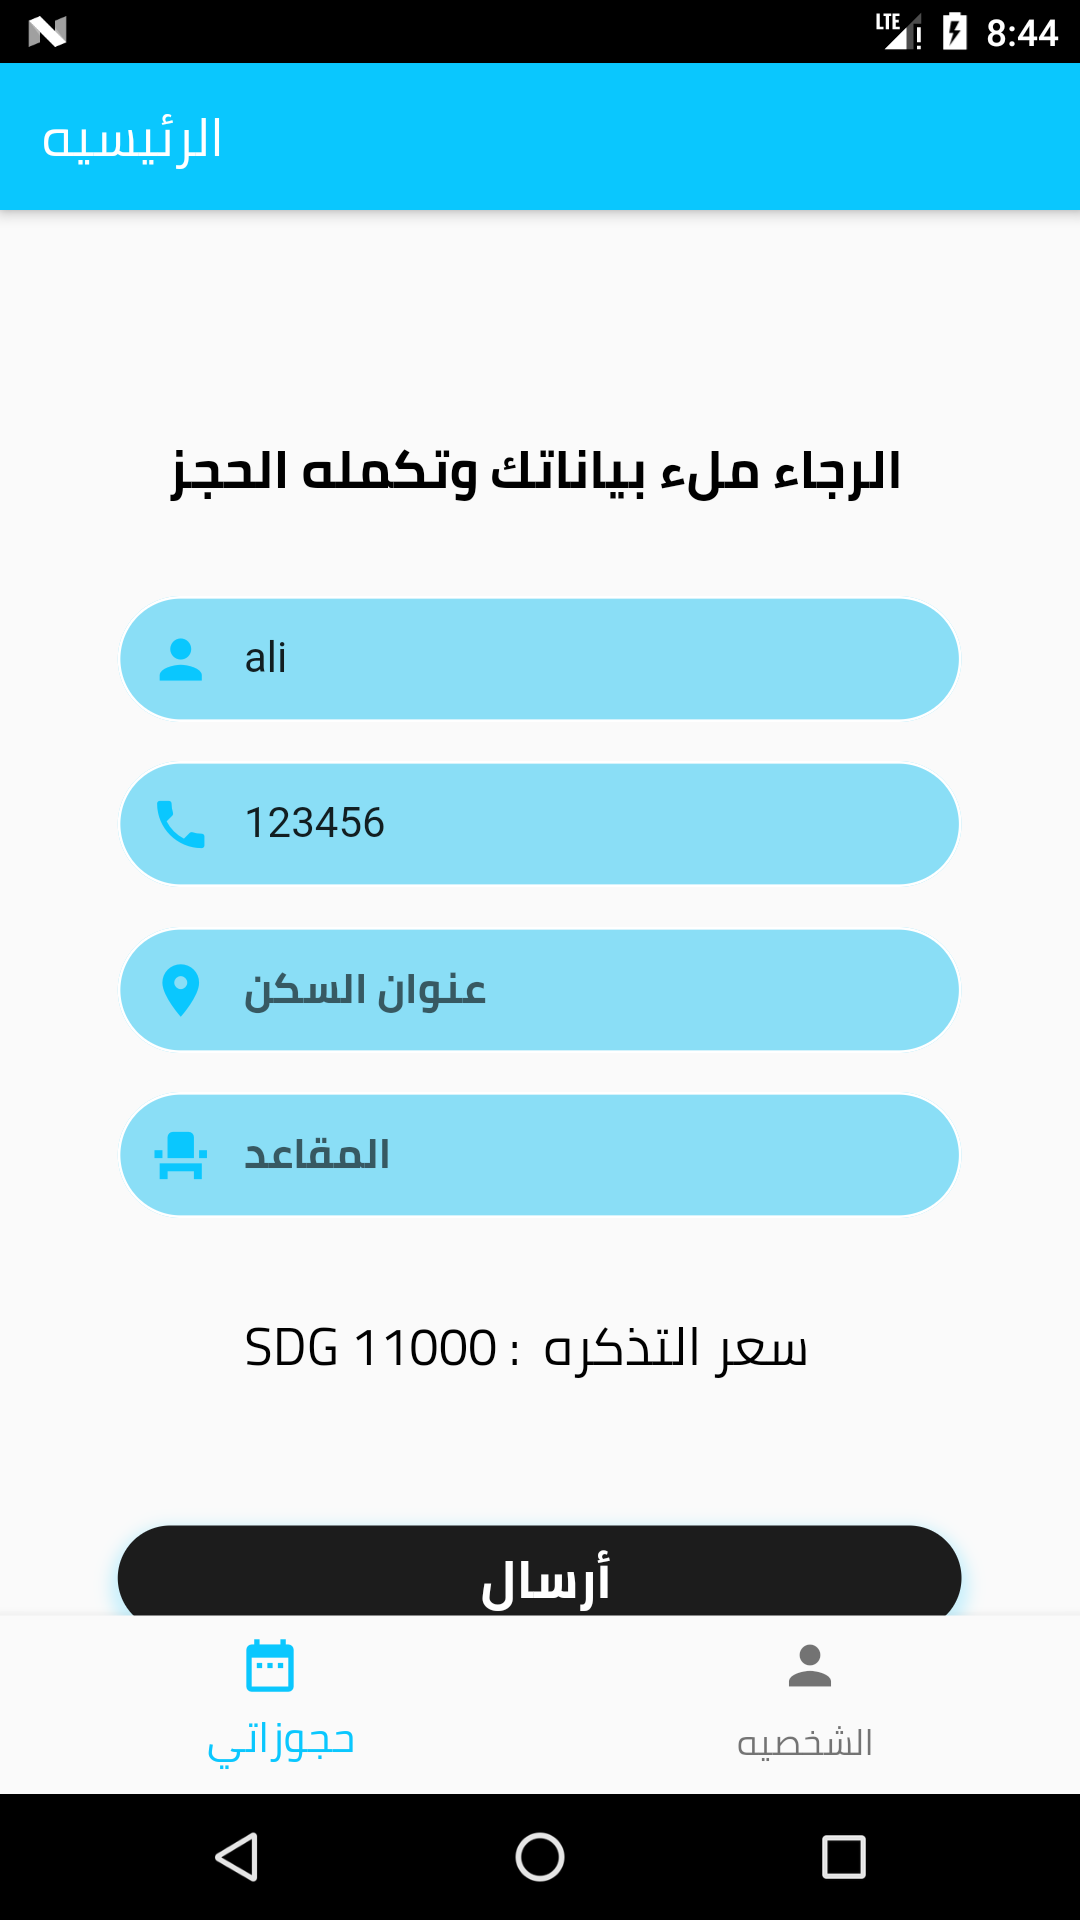 LTE 8:44
الرئيسيه
الرجاء ملء بياناتك وتكمله الحجز
ali
123456
عنوان السكن
المقاعد
سعر التذكره : 11000 SDG
أرسال
حجوزاتي
الشخصيه